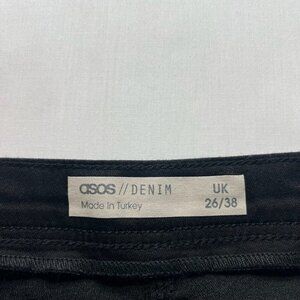 asos // DENIM UK
Made in Turkey 26/38